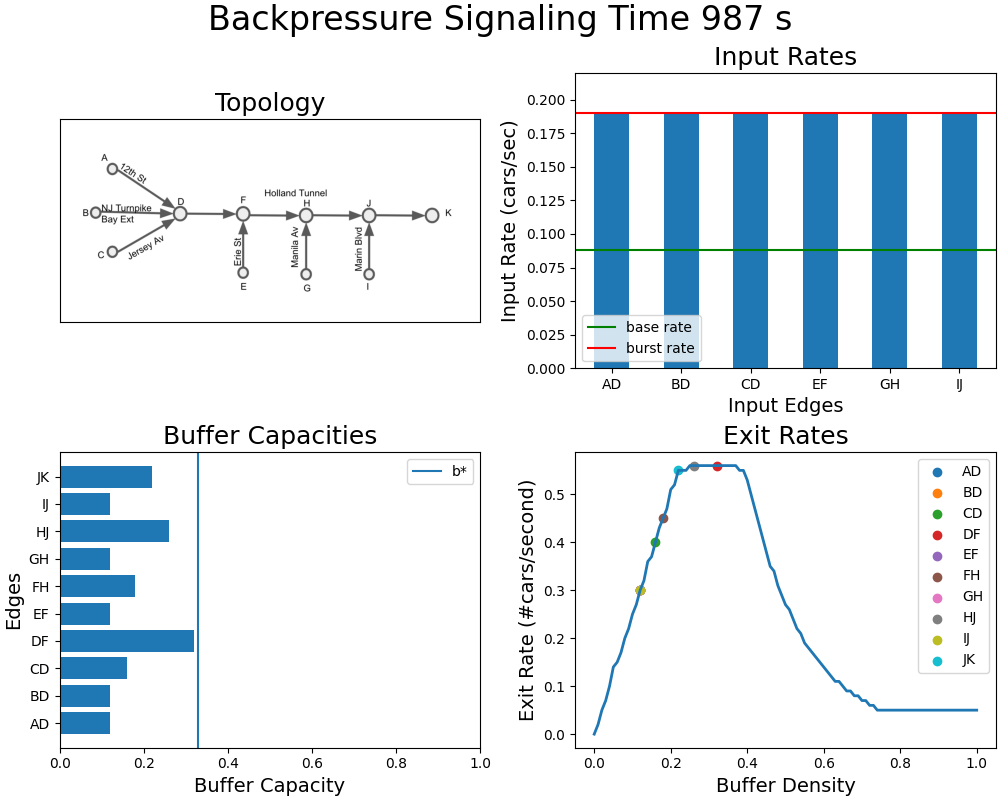 Backpressure Signaling Time 987 s
Topology
A
12th St
B
NJ Turnpike
Bay Ext
C
Jersey Av
D
F
Holland Tunnel
H
J
K
Erie St
Manila Av
Marin Blvd
E
G
I
Input Rates
Input Rate (cars/sec)
0.200
0.175
0.150
0.125
0.100
0.075
0.050
0.025
0.000
base rate
burst rate
AD BD CD EF GH IJ
Input Edges
Buffer Capacities
Edges
JK
IJ
HJ
GH
FH
EF
DF
CD
BD
AD
b*
0.0 0.2 0.4 0.6 0.8 1.0
Buffer Capacity
Exit Rates
Exit Rate (#cars/second)
0.5
0.4
0.3
0.2
0.1
0.0
AD
BD
CD
DF
EF
FH
GH
HJ
IJ
JK
0.0 0.2 0.4 0.6 0.8 1.0
Buffer Density